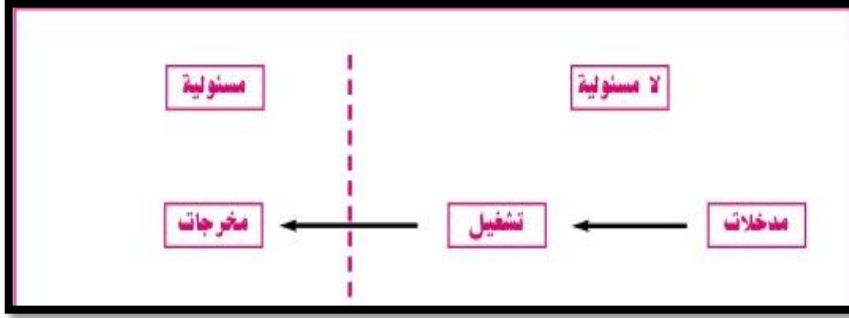 لا مسئولية
مسئولية
مدخلات
تشغيل
مخرجات